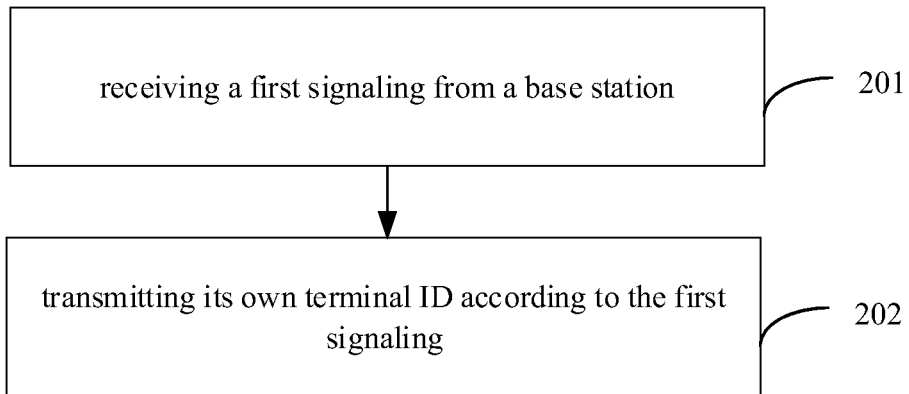 receiving a first signaling from a base station
201
transmitting its own terminal ID according to the first
signaling
202